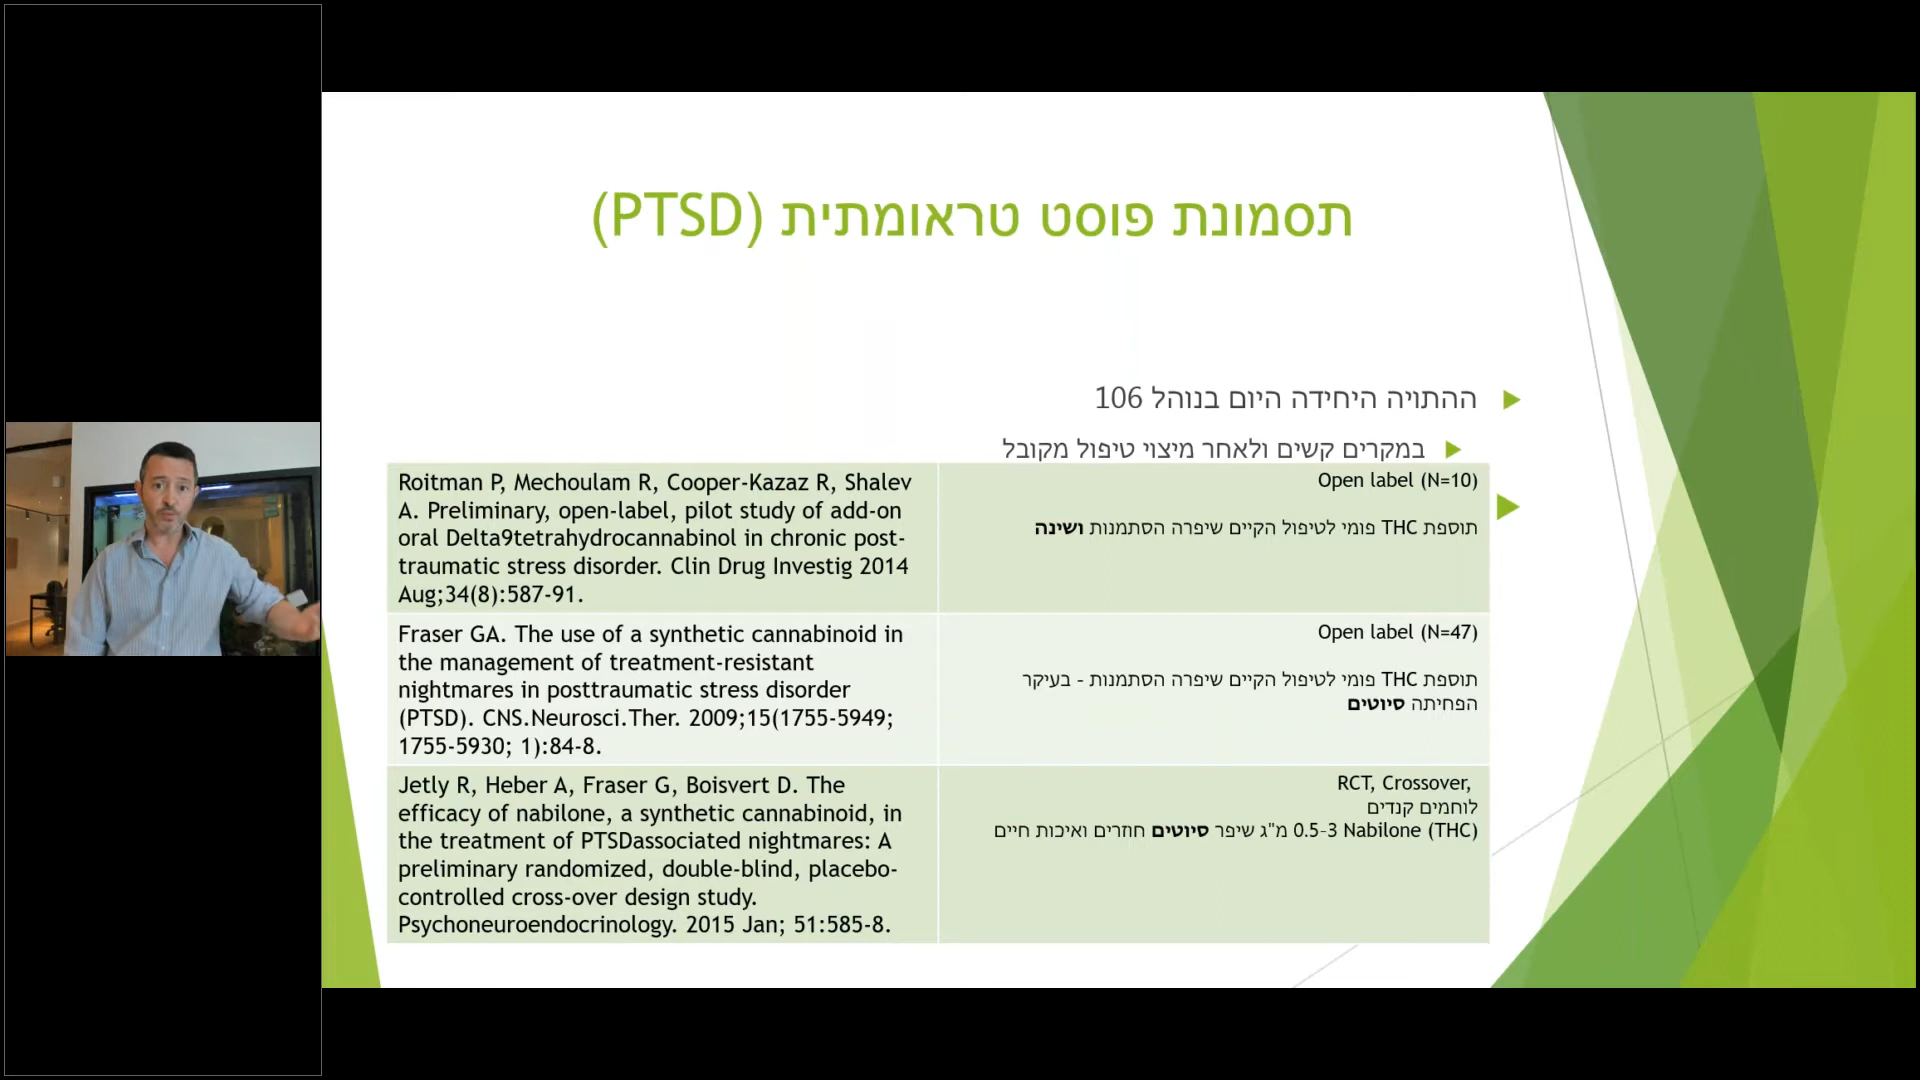 תסמונת פוסט טראומתית (PTSD)
ההתויה היחידה היום בנוהל 106
במקרים קשים ולאחר מיצוי טיפול מקובל
Roitman P, Mechoulam R, Cooper-Kazaz R, Shalev
A. Preliminary, open-label, pilot study of add-on
oral Delta9tetrahydrocannabinol in chronic post-
traumatic stress disorder. Clin Drug Investig 2014
Aug;34(8):587-91.
Open label (N=10)
תוספת THC פומי לטיפול הקיים שיפרה הסתמנות ושינה
Fraser GA. The use of a synthetic cannabinoid in
the management of treatment-resistant
nightmares in posttraumatic stress disorder
(PTSD). CNS.Neurosci.Ther. 2009;15(1755-5949;
1755-5930; 1):84-8.
Open label (N=47)
תוספת THC פומי לטיפול הקיים שיפרה הסתמנות - בעיקר
הפחיתה סיוטים
Jetly R, Heber A, Fraser G, Boisvert D. The
efficacy of nabilone, a synthetic cannabinoid, in
the treatment of PTSDassociated nightmares: A
preliminary randomized, double-blind, placebo-
controlled cross-over design study.
Psychoneuroendocrinology. 2015 Jan; 51:585-8.
RCT, Crossover,
לוחמים קנדים
Nabilone (THC) 0.5-3 מ"ג שיפר סיוטים חוזרים ואיכות חיים